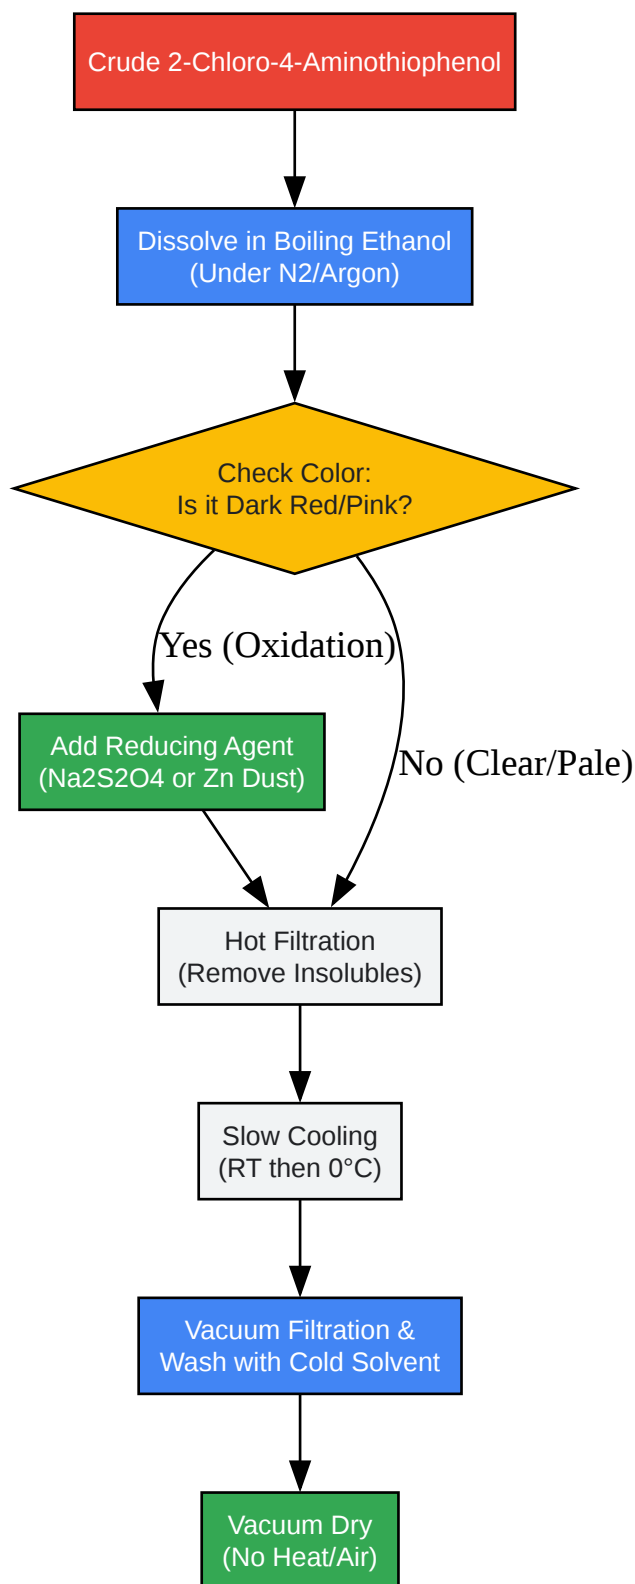 Crude 2-Chloro-4-Aminothiophenol
Dissolve in Boiling Ethanol
(Under N2/Argon)
Check Color:
Is it Dark Red/Pink?
Yes (Oxidation)
Add Reducing Agent
(Na2S2O4 or Zn Dust)
No (Clear/Pale)
Hot Filtration
(Remove Insolubles)
Slow Cooling
(RT then 0°C)
Vacuum Filtration &
Wash with Cold Solvent
Vacuum Dry
(No Heat/Air)